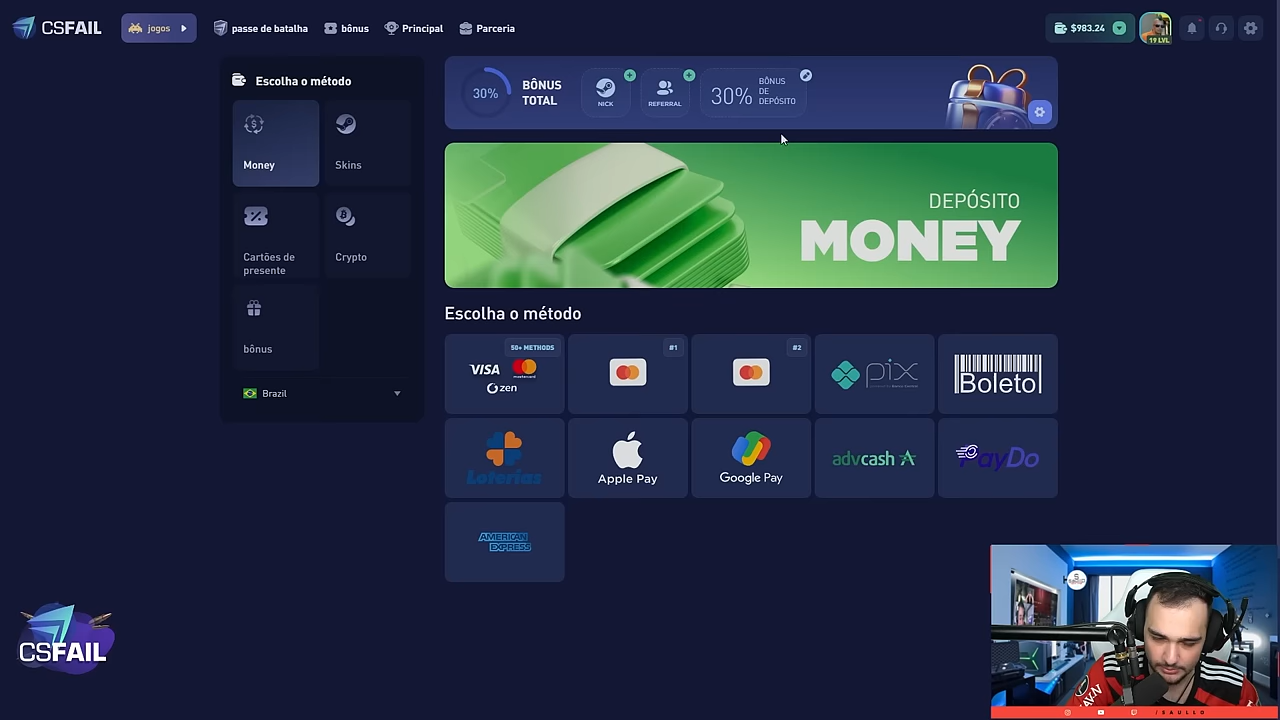 CSFAIL
jogos
passe de batalha
bônus
Principal
Parceria
$983.24
19 LVL
Escolha o método
Money
Skins
Cartões de
presente
Crypto
bônus
Brazil
30%
BÔNUS
TOTAL
NICK
REFERRAL
30%
BÔNUS
DE
DEPÓSITO
DEPÓSITO
MONEY
Escolha o método
50+ METHODS
VISA
mastercard
zen
#1
#2
pix
Boleto
Loterias
Apple Pay
Google Pay
advcash
PayDo
AMERICAN
EXPRESS
CSFAIL
/SAULLO